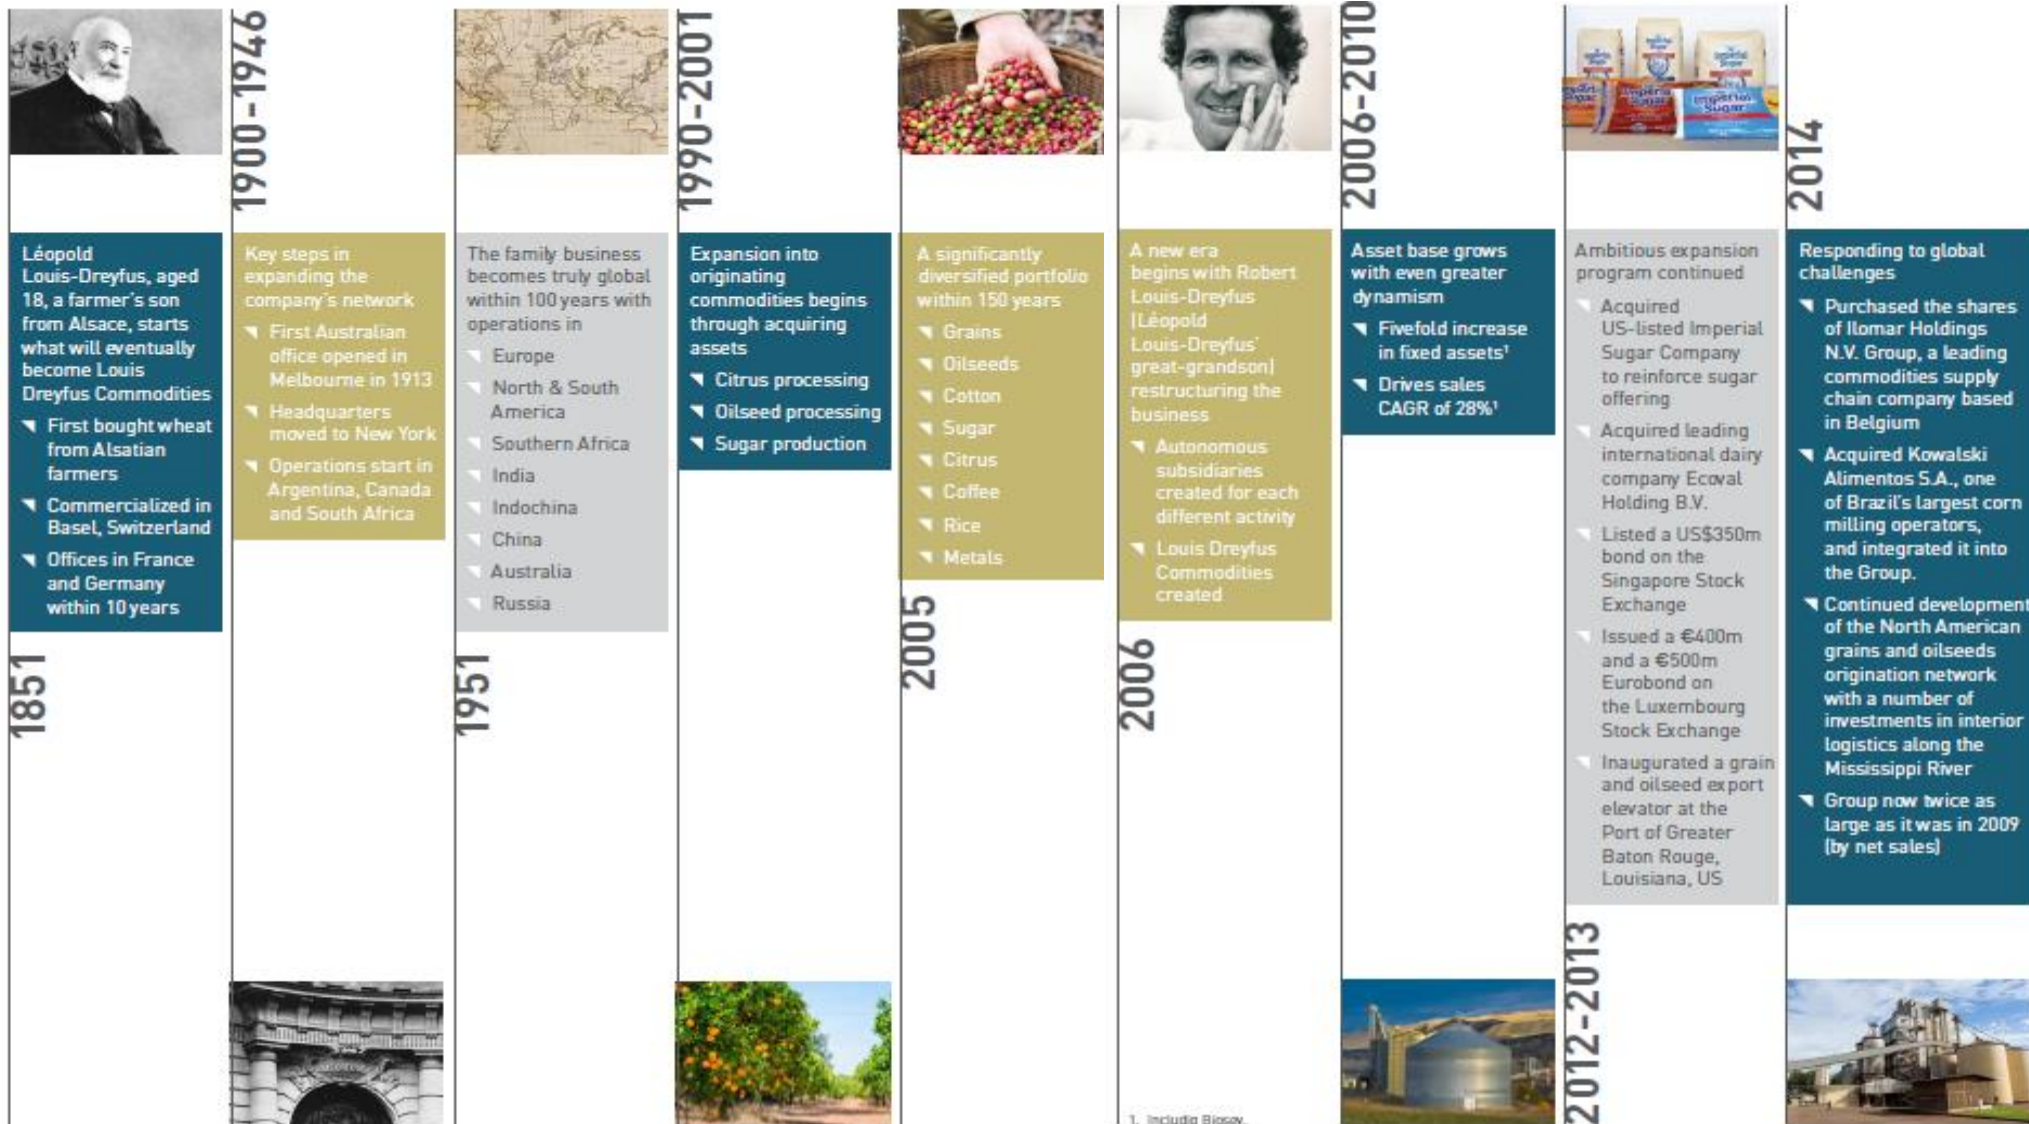 1851
Léopold
Louis-Dreyfus, aged
18, a farmer's son
from Alsace, starts
what will eventually
become Louis
Dreyfus Commodities
First bought wheat
from Alsatian
farmers
Commercialized in
Basel, Switzerland
Offices in France
and Germany
within 10 years
1900-1946
Key steps in
expanding the
company's network
First Australian
office opened in
Melbourne in 1913
Headquarters
moved to New York
Operations start in
Argentina, Canada
and South Africa
1951
The family business
becomes truly global
within 100 years with
operations in
Europe
North & South
America
Southern Africa
India
Indochina
China
Australia
Russia
1990-2001
Expansion into
originating
commodities begins
through acquiring
assets
Citrus processing
Oilseed processing
Sugar production
2005
A significantly
diversified portfolio
within 150 years
Grains
Oilseeds
Cotton
Sugar
Citrus
Coffee
Rice
Metals
2006
A new era
begins with Robert
Louis-Dreyfus
(Léopold
Louis-Dreyfus'
great-grandson)
restructuring the
business
Autonomous
subsidiaries
created for each
different activity
Louis Dreyfus
Commodities
created
1. Includig Biosev
2006-2010
Asset base grows
with even greater
dynamism
Fivefold increase
in fixed assets¹
Drives sales
CAGR of 28%¹
Imperial
Sugar
2012-2013
Ambitious expansion
program continued
Acquired
US-listed Imperial
Sugar Company
to reinforce sugar
offering
Acquired leading
international dairy
company Ecoval
Holding B.V.
Listed a US$350m
bond on the
Singapore Stock
Exchange
Issued a €400m
and a €500m
Eurobond on
the Luxembourg
Stock Exchange
Inaugurated a grain
and oilseed export
elevator at the
Port of Greater
Baton Rouge,
Louisiana, US
2014
Responding to global
challenges
Purchased the shares
of Ilomar Holdings
N.V. Group, a leading
commodities supply
chain company based
in Belgium
Acquired Kowalski
Alimentos S.A., one
of Brazil's largest corn
milling operators,
and integrated it into
the Group.
Continued development
of the North American
grains and oilseeds
origination network
with a number of
investments in interior
logistics along the
Mississippi River
Group now twice as
large as it was in 2009
(by net sales)